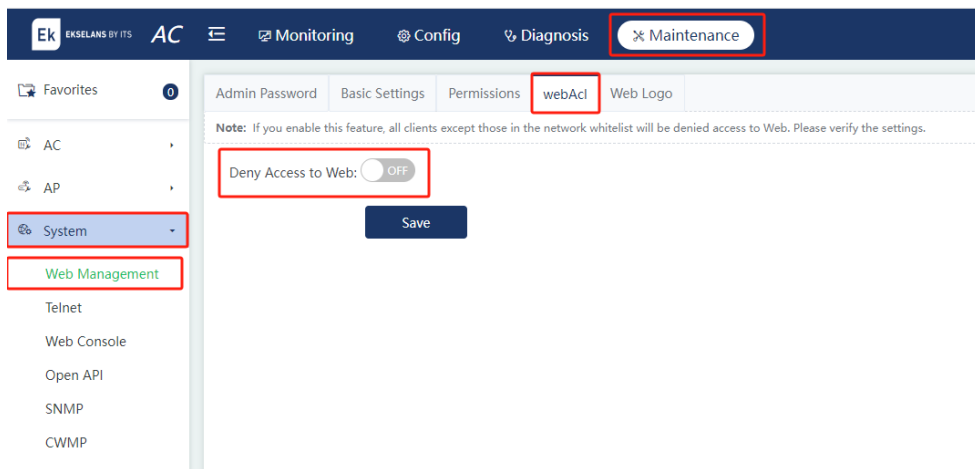 Ek EKSELANS BY ITS AC Monitoring Config Diagnosis Maintenance
Favorites 0
AC
AP
System
Web Management
Telnet
Web Console
Open API
SNMP
CWMP
Admin Password Basic Settings Permissions webAcl Web Logo
Note: If you enable this feature, all clients except those in the network whitelist will be denied access to Web. Please verify the settings.
Deny Access to Web: OFF
Save